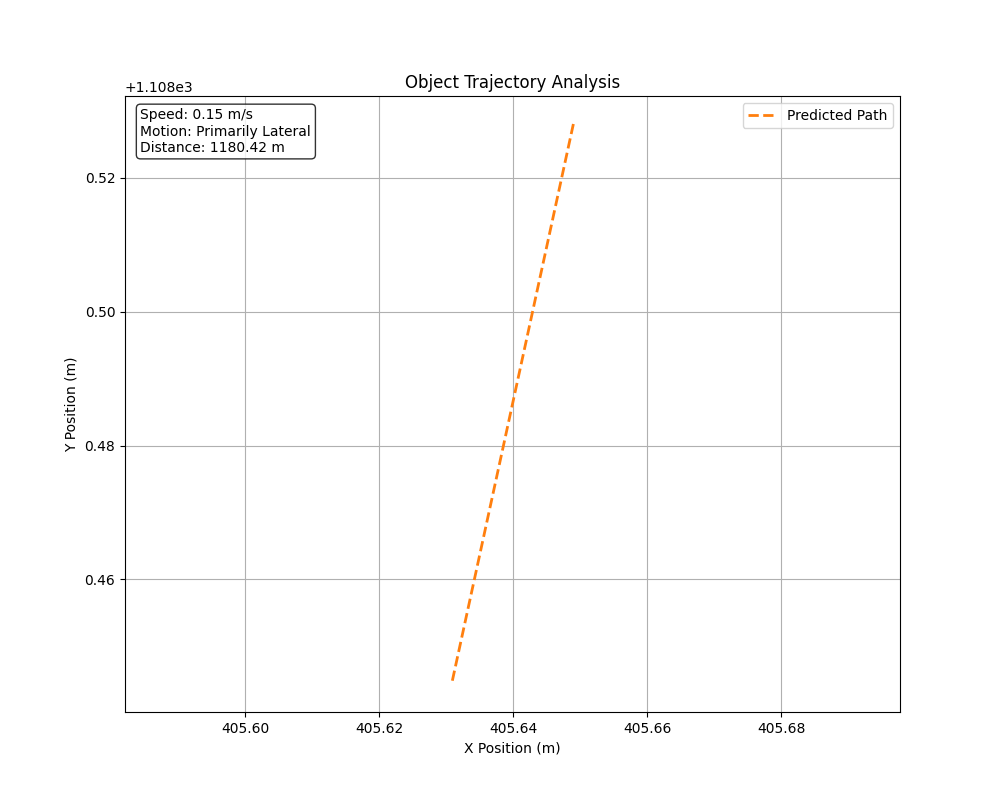 Object Trajectory Analysis
+1.108e3
Speed: 0.15 m/s
Motion: Primarily Lateral
Distance: 1180.42 m
Predicted Path
0.52
0.50
0.48
0.46
Y Position (m)
405.60
405.62
405.64
405.66
405.68
X Position (m)